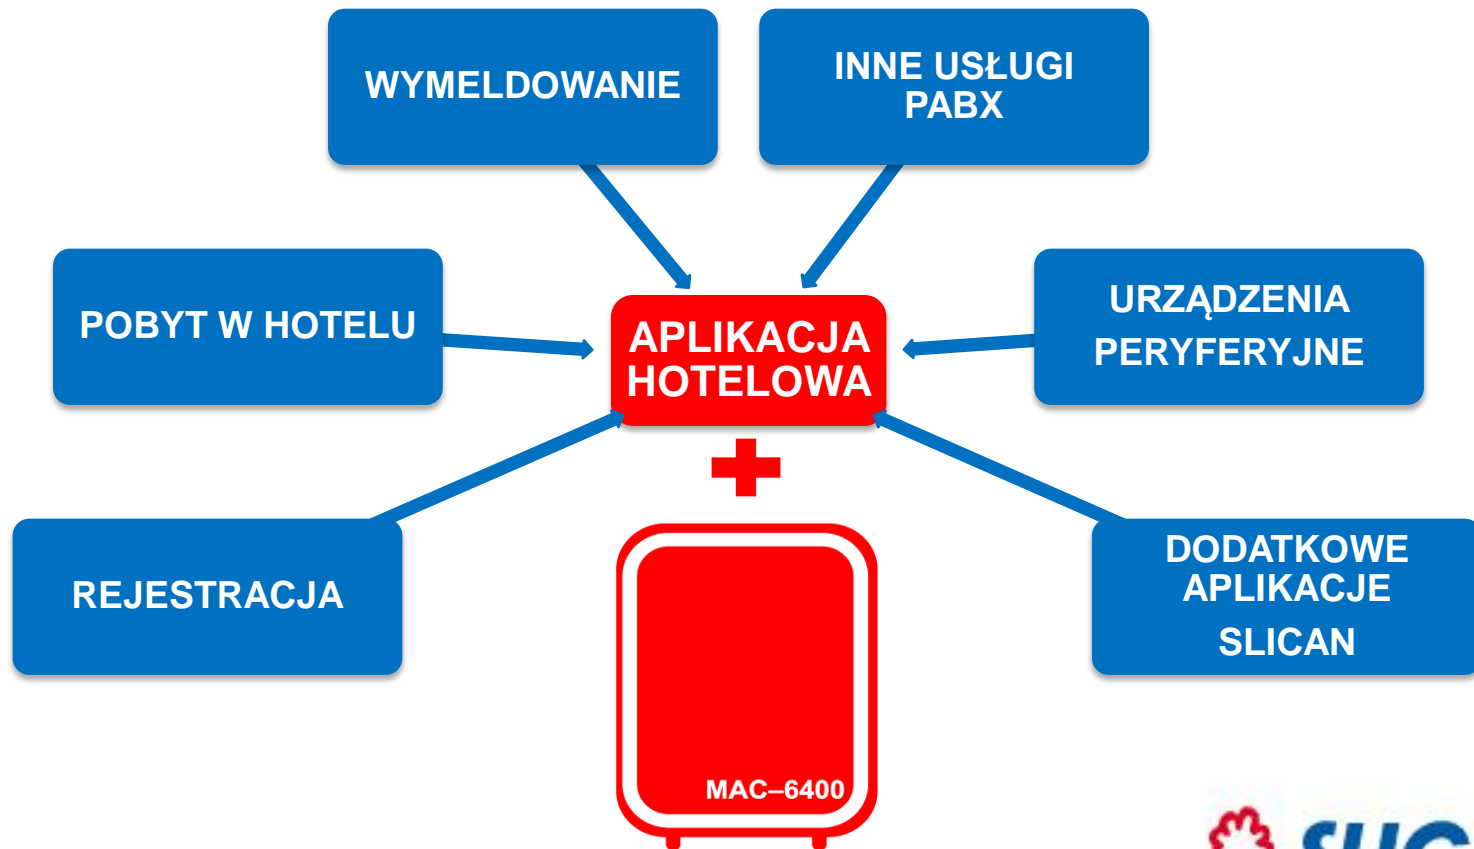 WYMELDOWANIE
INNE USŁUGI
PABX
POBYT W HOTELU
APLIKACJA
HOTELOWA
URZĄDZENIA
PERYFERYJNE
REJESTRACJA
DODATKOWE
APLIKACJE
SLICAN
MAC–6400